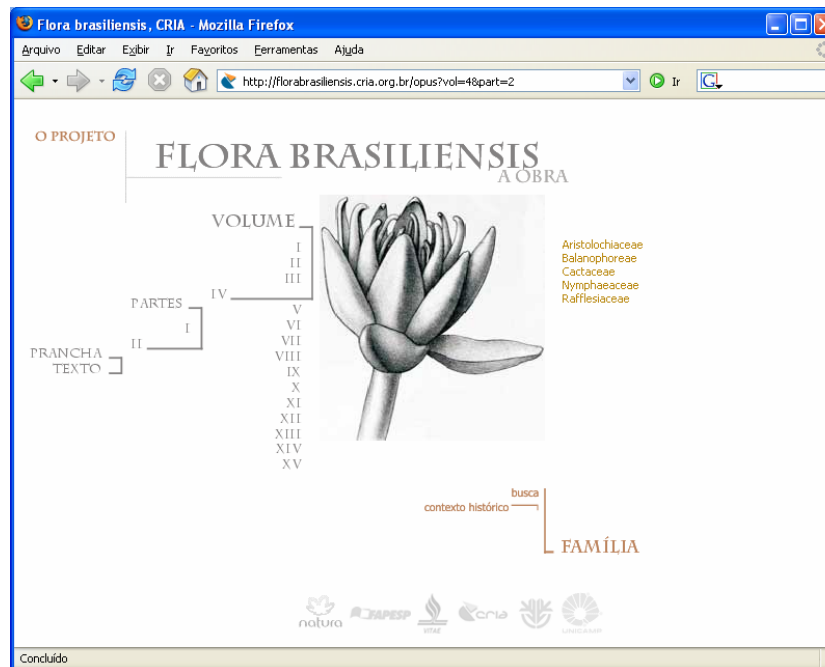 Flora brasiliensis, CRIA - Mozilla Firefox
Arquivo Editar Exibir Ir Favoritos Ferramentas Ajuda
http://florabrasiliensis.cria.org.br/opus?vol=4&part=2 Ir G
O PROJETO
FLORA BRASILIENSIS
A OBRA
VOLUME
I
II
III
IV
PARTES
I
II
PRANCHA
TEXTO
V
VI
VII
VIII
IX
X
XI
XII
XIII
XIV
XV
Aristolochiaceae
Balanophoreae
Cactaceae
Nymphaeaceae
Rafflesiaceae
busca
contexto histórico
FAMÍLIA
natura FAPESP VITAE cria UNICAMP
Concluído